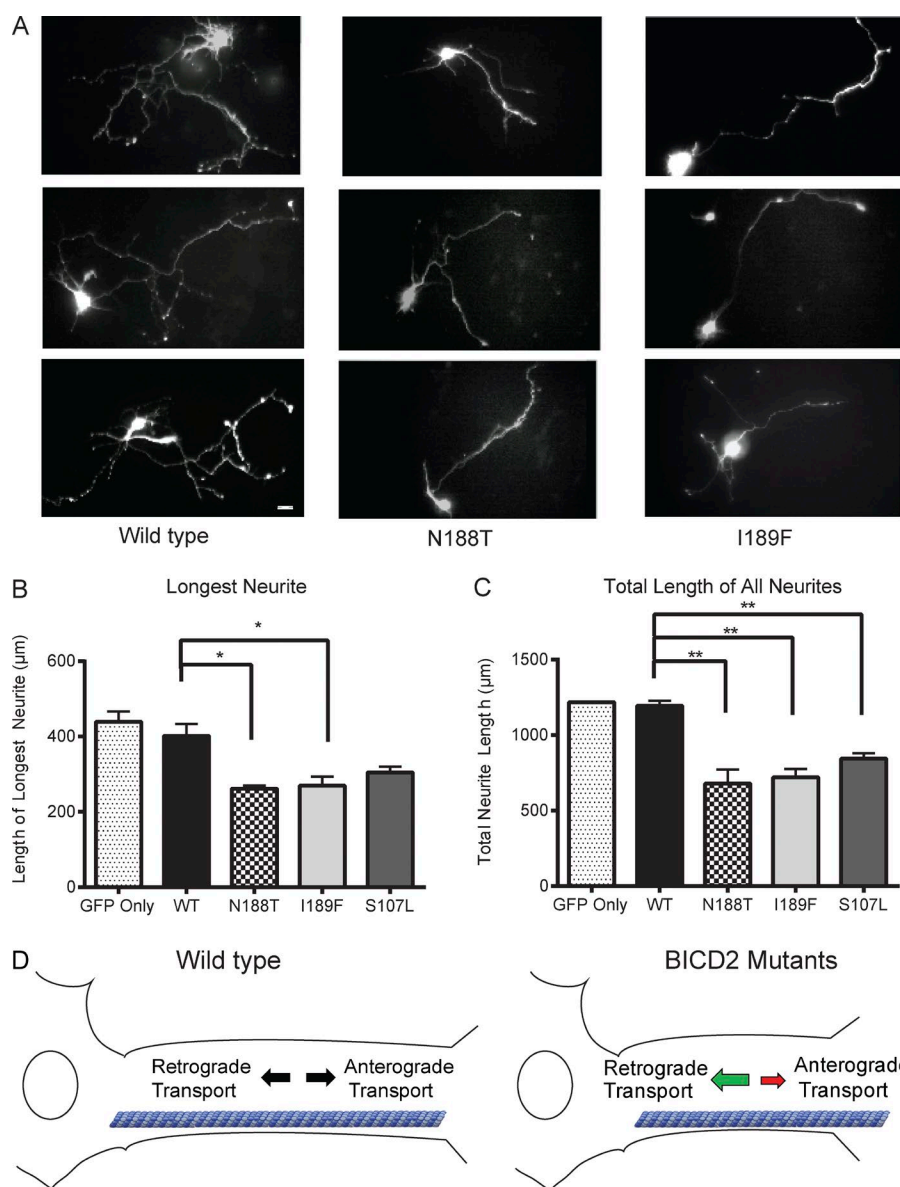 A
Wild type
N188T
I189F
B
Longest Neurite
Length of Longest Neurite (µm)
600
400
200
0
*
*
GFP Only
WT
N188T
I189F
S107L
C
Total Length of All Neurites
Total Neurite Leng h (µm)
1500
1000
500
0
**
**
**
GFP Only
WT
N188T
I189F
S107L
D
Wild type
Retrograde
Transport
Anterograde
Transport
BICD2 Mutants
Retrograde
Transport
Anterograde
Transport